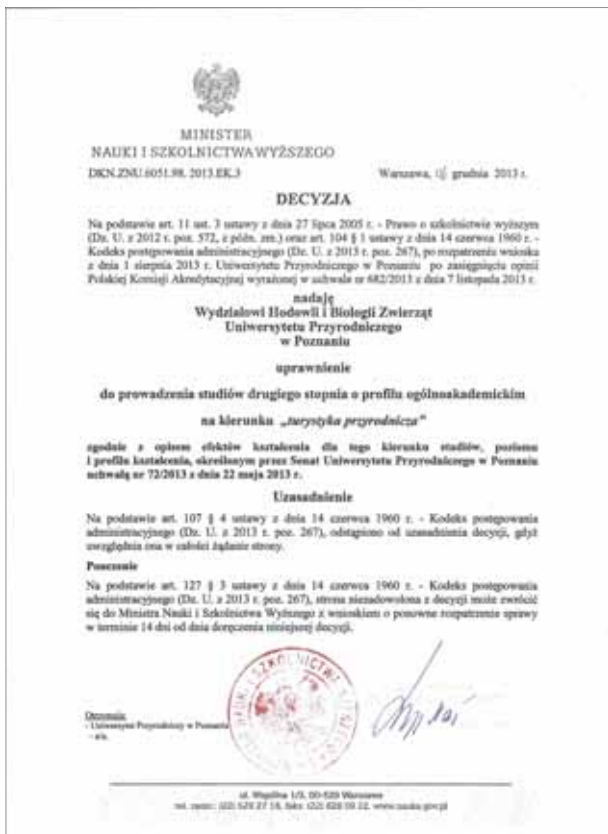 MINISTER
NAUKI I SZKOLNICTWA WYŻSZEGO
DKN.ZNU.6051.98. 2013.EK.3 Warszawa, grudnia 2013 r.
DECYZJA
Na podstawie art. 11 ust. 3 ustawy z dnia 27 lipca 2005 r. - Prawo o szkolnictwie wyższym
(Dz. U. z 2012 r. poz. 572, z późn. zm.) oraz art. 104 § 1 ustawy z dnia 14 czerwca 1960 r. -
Kodeks postępowania administracyjnego (Dz. U. z 2013 r. poz. 267), po rozpatrzeniu wniosku
z dnia 1 sierpnia 2013 r. Uniwersytetu Przyrodniczego w Poznaniu po zasięgnięciu opinii
Polskiej Komisji Akredytacyjnej wyrażonej w uchwale nr 682/2013 z dnia 7 listopada 2013 r.
nadaję
Wydziałowi Hodowli i Biologii Zwierząt
Uniwersytetu Przyrodniczego
w Poznaniu
uprawnienie
do prowadzenia studiów drugiego stopnia o profilu ogólnoakademickim
na kierunku „turystyka przyrodnicza”
zgodnie z opisem efektów kształcenia dla tego kierunku studiów, poziomu
i profilu kształcenia, określonym przez Senat Uniwersytetu Przyrodniczego w Poznaniu
uchwałą nr 72/2013 z dnia 22 maja 2013 r.
Uzasadnienie
Na podstawie art. 107 § 4 ustawy z dnia 14 czerwca 1960 r. - Kodeks postępowania
administracyjnego (Dz. U. z 2013 r. poz. 267), odstąpiono od uzasadnienia decyzji, gdyż
uwzględnia ona w całości żądanie strony.
Pouczenie
Na podstawie art. 127 § 3 ustawy z dnia 14 czerwca 1960 r. - Kodeks postępowania
administracyjnego (Dz. U. z 2013 r. poz. 267), strona niezadowolona z decyzji może zwrócić
się do Ministra Nauki i Szkolnictwa Wyższego z wnioskiem o ponowne rozpatrzenie sprawy
w terminie 14 dni od dnia doręczenia niniejszej decyzji.
Otrzymują:
- Uniwersytet Przyrodniczy w Poznaniu
- a/a.
ul. Wspólna 1/3, 00-529 Warszawa
www.nauka.gov.pl